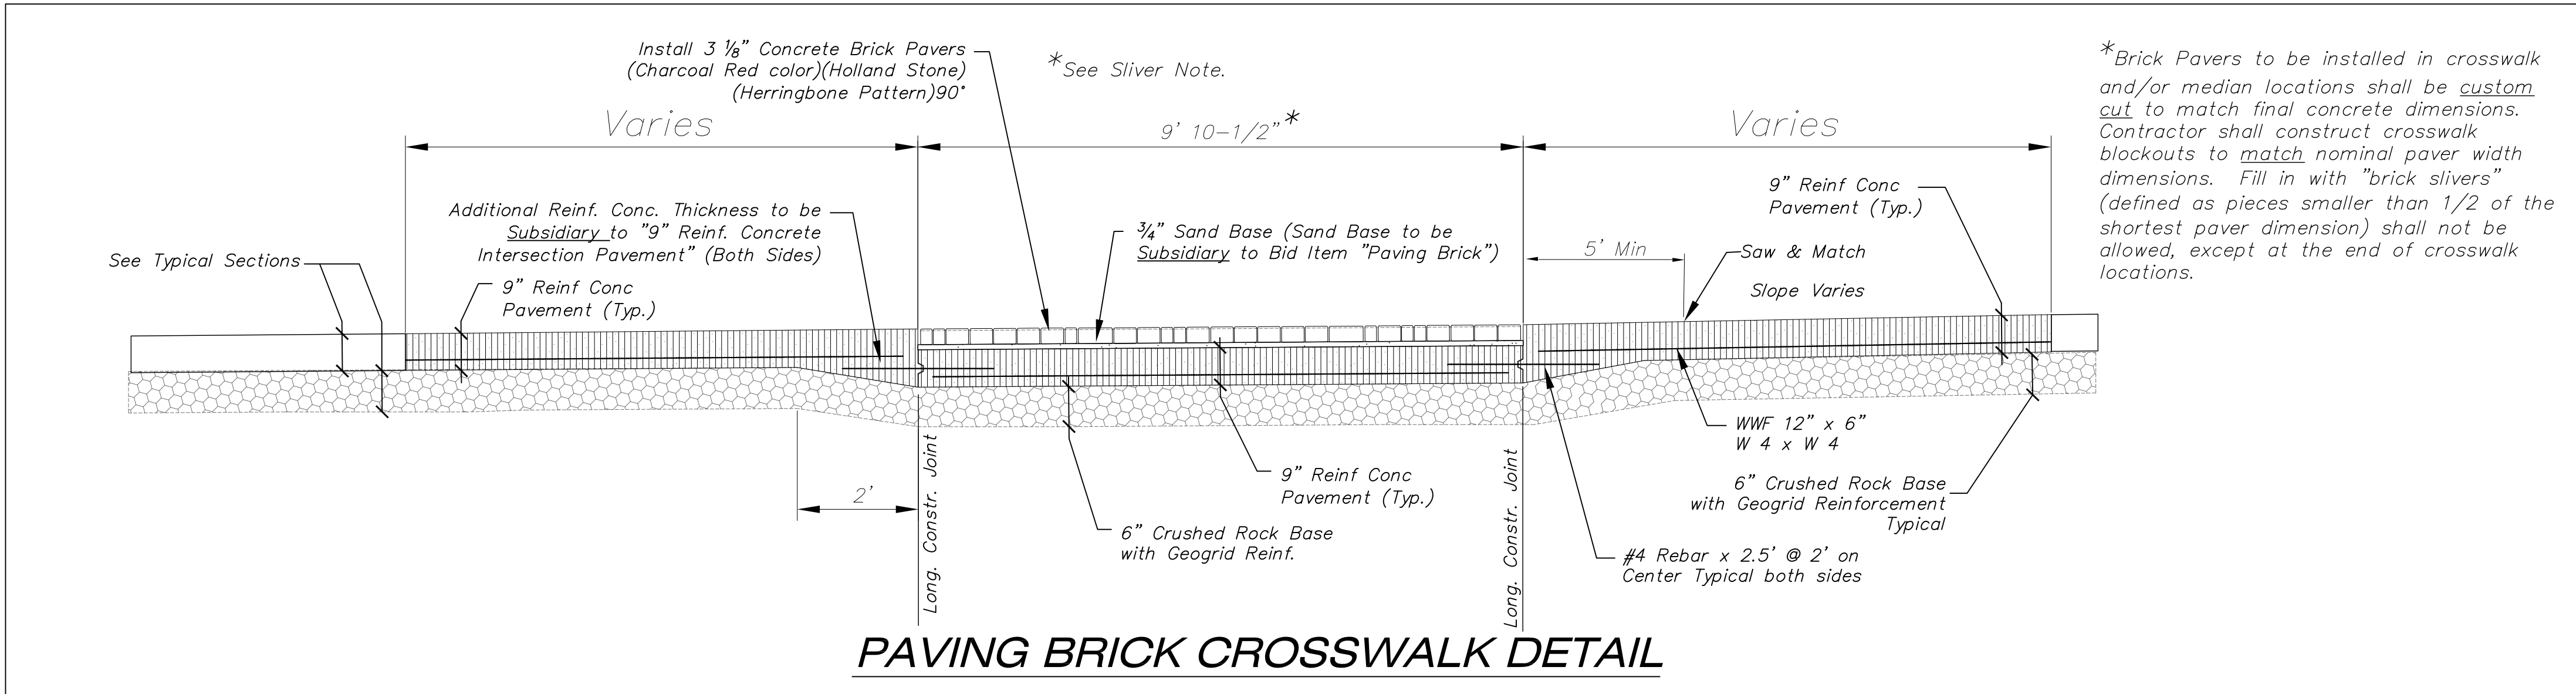 Install 3 ⅛" Concrete Brick Pavers
(Charcoal Red color)(Holland Stone)
(Herringbone Pattern)90°
*See Sliver Note.
*Brick Pavers to be installed in crosswalk
and/or median locations shall be custom
cut to match final concrete dimensions.
Contractor shall construct crosswalk
blockouts to match nominal paver width
dimensions. Fill in with "brick slivers"
(defined as pieces smaller than 1/2 of the
shortest paver dimension) shall not be
allowed, except at the end of crosswalk
locations.
Varies
9' 10-1/2"*
Varies
Additional Reinf. Conc. Thickness to be
Subsidiary to "9" Reinf. Concrete
Intersection Pavement" (Both Sides)
¾" Sand Base (Sand Base to be
Subsidiary to Bid Item "Paving Brick")
9" Reinf Conc
Pavement (Typ.)
5' Min
Saw & Match
Slope Varies
See Typical Sections
9" Reinf Conc
Pavement (Typ.)
WWF 12" x 6"
W 4 x W 4
2'
Long. Constr. Joint
9" Reinf Conc
Pavement (Typ.)
6" Crushed Rock Base
with Geogrid Reinf.
Long. Constr. Joint
6" Crushed Rock Base
with Geogrid Reinforcement
Typical
#4 Rebar x 2.5' @ 2' on
Center Typical both sides
PAVING BRICK CROSSWALK DETAIL